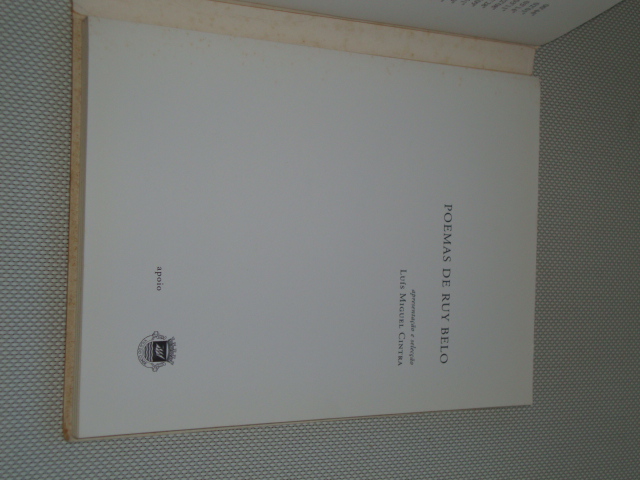 POEMAS DE RUY BELO
apresentação e selecção
LUÍS MIGUEL CINTRA
apoio